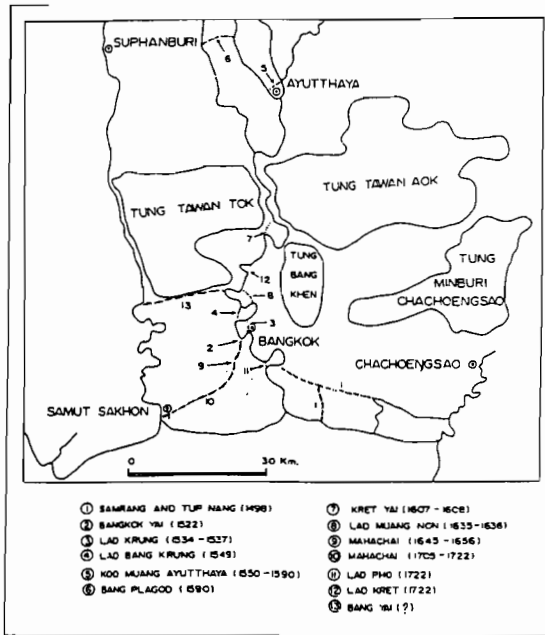 SUPHANBURI
6
5
AYUTTHAYA
TUNG TAWAN TOK
TUNG TAWAN AOK
7
TUNG
BANG
KHEN
TUNG
MINBURI
CHACHOENGSAO
12
13
8
4
3
2
BANGKOK
9
11
1
CHACHOENGSAO
10
1
SAMUT SAKHON
0 30 Km.
① SAMRANG AND TUP NANG (1498)
② BANGKOK YAI (1522)
③ LAD KRUNG (1534 - 1537)
④ LAD BANG KRUNG (1549)
⑤ KOO MUANG AYUTTHAYA (1550 - 1590)
⑥ BANG PLAGOD (1590)
⑦ KRET YAI (1607 - 1608)
⑧ LAD MUANG NON (1635 - 1636)
⑨ MAHACHAI (1645 - 1656)
⑩ MAHACHAI (1705 - 1722)
⑪ LAD PHO (1722)
⑫ LAD KRET (1722)
⑬ BANG YAI (?)